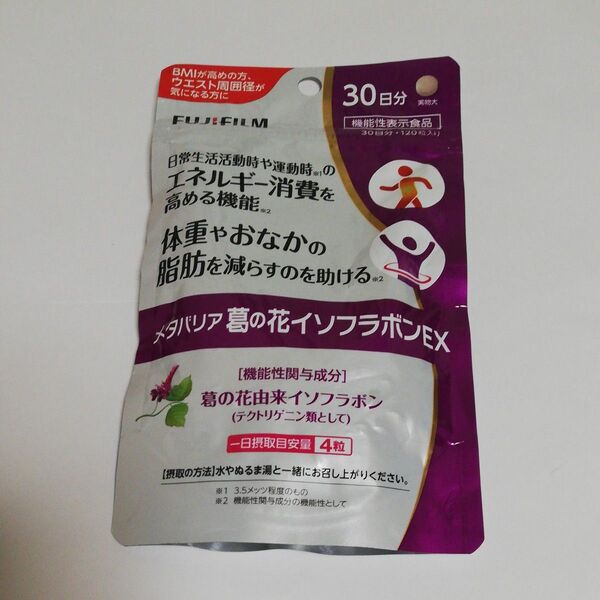 BMIが高めの方、
ウエスト周囲径が
気になる方に
30日分
実物大
FUJIFILM
機能性表示食品
30日分・120粒入り
日常生活活動時や運動時※1の
エネルギー消費を
高める機能※2
体重やおなかの
脂肪を減らすのを助ける※2
メタバリア 葛の花イソフラボンEX
[機能性関与成分]
葛の花由来イソフラボン
(テクトリゲニン類として)
一日摂取目安量 4粒
【摂取の方法】水やぬるま湯と一緒にお召し上がりください。
※1 3.5メッツ程度のもの
※2 機能性関与成分の機能性として